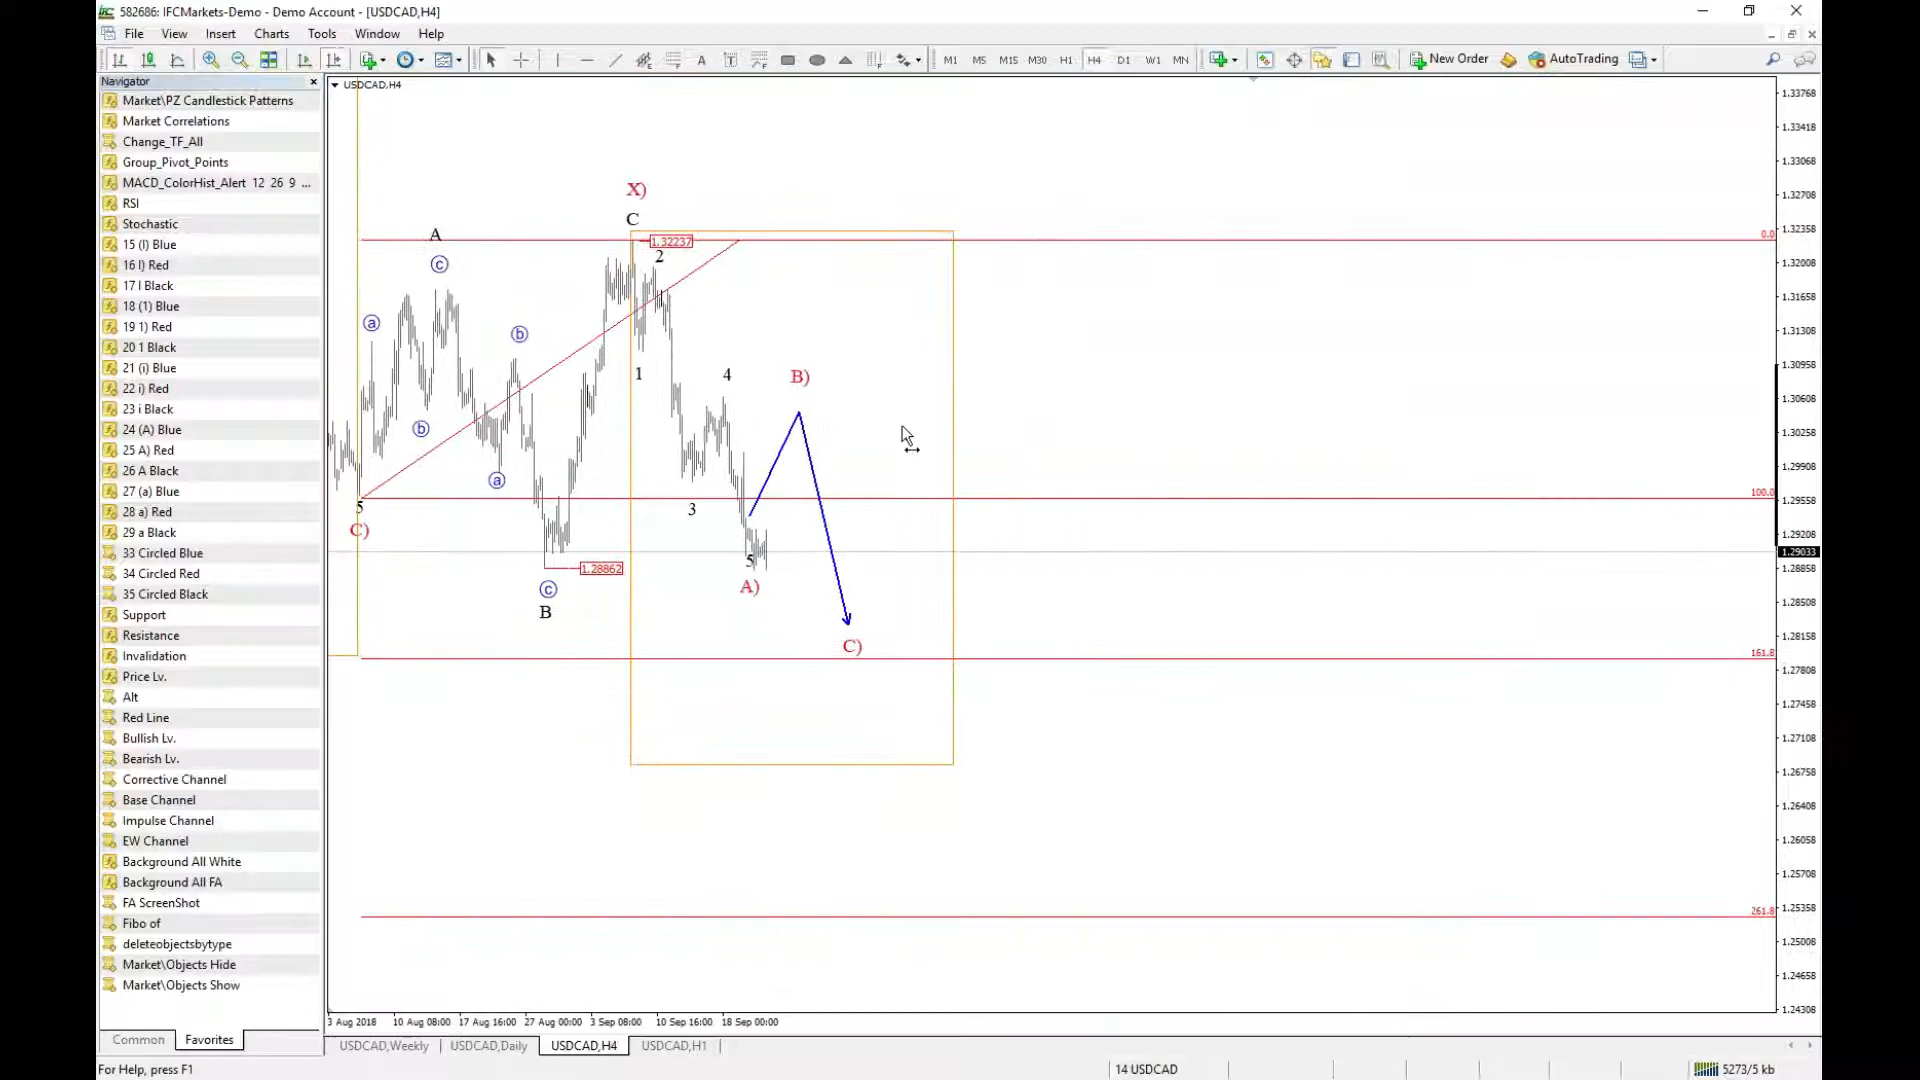 582686: IFCMarkets-Demo - Demo Account - [USDCAD,H4]
File View Insert Charts Tools Window Help
M1 M5 M15 M30 H1 H4 D1 W1 MN New Order AutoTrading
Navigator
Market\PZ Candlestick Patterns
Market Correlations
Change_TF_All
Group_Pivot_Points
MACD_ColorHist_Alert 12 26 9 ...
RSI
Stochastic
15 (I) Blue
16 I) Red
17 I Black
18 (1) Blue
19 1) Red
20 1 Black
21 (i) Blue
22 i) Red
23 i Black
24 (A) Blue
25 A) Red
26 A Black
27 (a) Blue
28 a) Red
29 a Black
33 Circled Blue
34 Circled Red
35 Circled Black
Support
Resistance
Invalidation
Price Lv.
Alt
Red Line
Bullish Lv.
Bearish Lv.
Corrective Channel
Base Channel
Impulse Channel
EW Channel
Background All White
Background All FA
FA ScreenShot
Fibo of
deleteobjectsbytype
Market\Objects Hide
Market\Objects Show
Common Favorites
For Help, press F1
USDCAD,H4
X)
C
A
1.32237
2
ⓒ
ⓐ
ⓑ
1
4
B)
ⓑ
ⓐ
3
5
C)
5
A)
1.28862
ⓒ
B
C)
0.0
100.0
161.8
261.8
1.33768
1.33418
1.33068
1.32708
1.32358
1.32008
1.31658
1.31308
1.30958
1.30608
1.30258
1.29908
1.29558
1.29208
1.29033
1.28858
1.28508
1.28158
1.27808
1.27458
1.27108
1.26758
1.26408
1.26058
1.25708
1.25358
1.25008
1.24658
1.24308
3 Aug 2018 10 Aug 08:00 17 Aug 16:00 27 Aug 00:00 3 Sep 08:00 10 Sep 16:00 18 Sep 00:00
USDCAD,Weekly USDCAD,Daily USDCAD,H4 USDCAD,H1
14 USDCAD
5273/5 kb